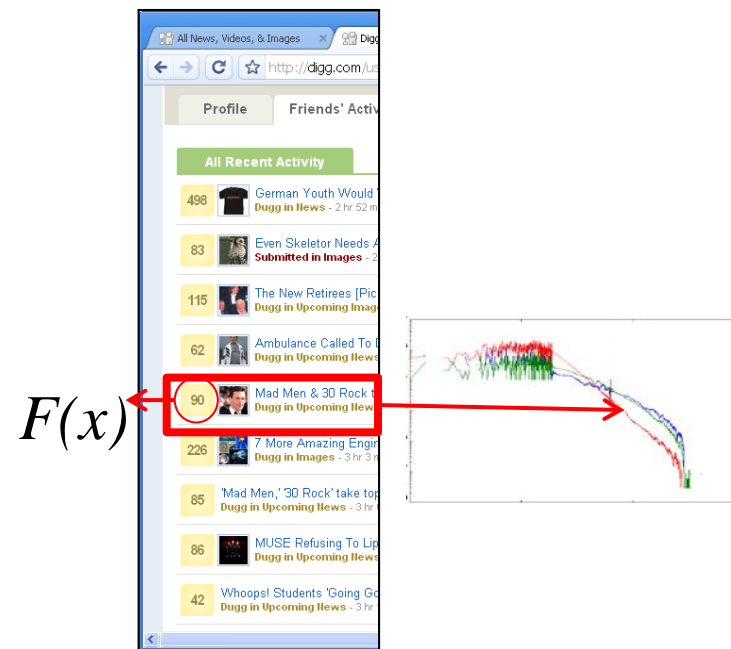 All News, Videos, & Images
Digg
http://digg.com/us
Profile
Friends' Activ
All Recent Activity
498
German Youth Would
Dugg in News - 2 hr 52 m
83
Even Skeletor Needs A
Submitted in Images - 2
115
The New Retirees [Pic
Dugg in Upcoming Imag
62
Ambulance Called To D
Dugg in Upcoming News
F(x)
90
Mad Men & 30 Rock t
Dugg in Upcoming New
226
7 More Amazing Engin
Dugg in Images - 3 hr 3 m
85
'Mad Men,' '30 Rock' take top
Dugg in Upcoming News - 3 hr
86
MUSE Refusing To Lip
Dugg in Upcoming News
42
Whoops! Students 'Going Go
Dugg in Upcoming News - 3 hr